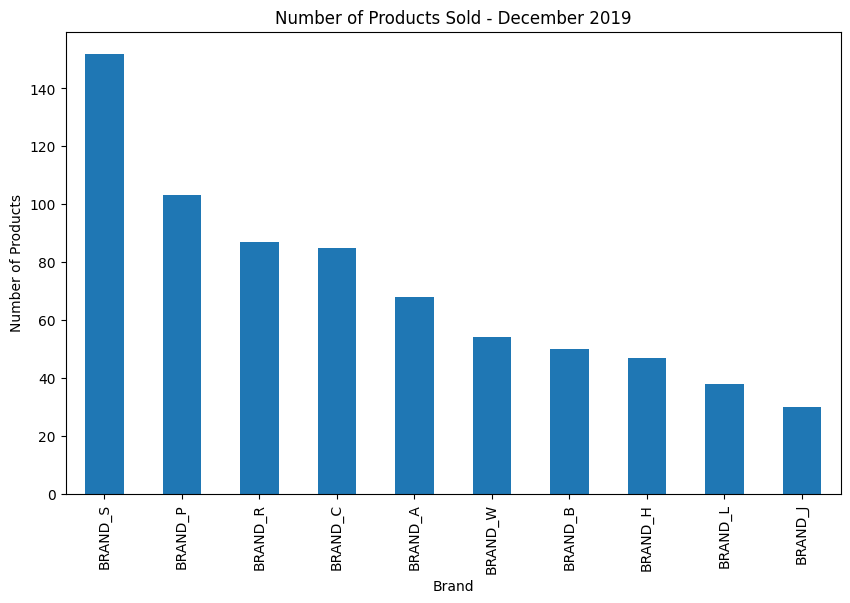 Number of Products Sold - December 2019
Number of Products
140
120
100
80
60
40
20
0
BRAND_S
BRAND_P
BRAND_R
BRAND_C
BRAND_A
BRAND_W
BRAND_B
BRAND_H
BRAND_L
BRAND_J
Brand